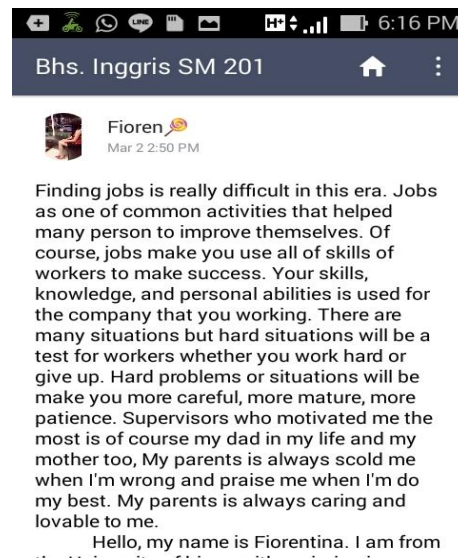 LINE
H+
6:16 PM
Bhs. Inggris SM 201
Fioren
Mar 2 2:50 PM
Finding jobs is really difficult in this era. Jobs
as one of common activities that helped
many person to improve themselves. Of
course, jobs make you use all of skills of
workers to make success. Your skills,
knowledge, and personal abilities is used for
the company that you working. There are
many situations but hard situations will be a
test for workers whether you work hard or
give up. Hard problems or situations will be
make you more careful, more mature, more
patience. Supervisors who motivated me the
most is of course my dad in my life and my
mother too, My parents is always scold me
when I'm wrong and praise me when I'm do
my best. My parents is always caring and
lovable to me.
Hello, my name is Fiorentina. I am from